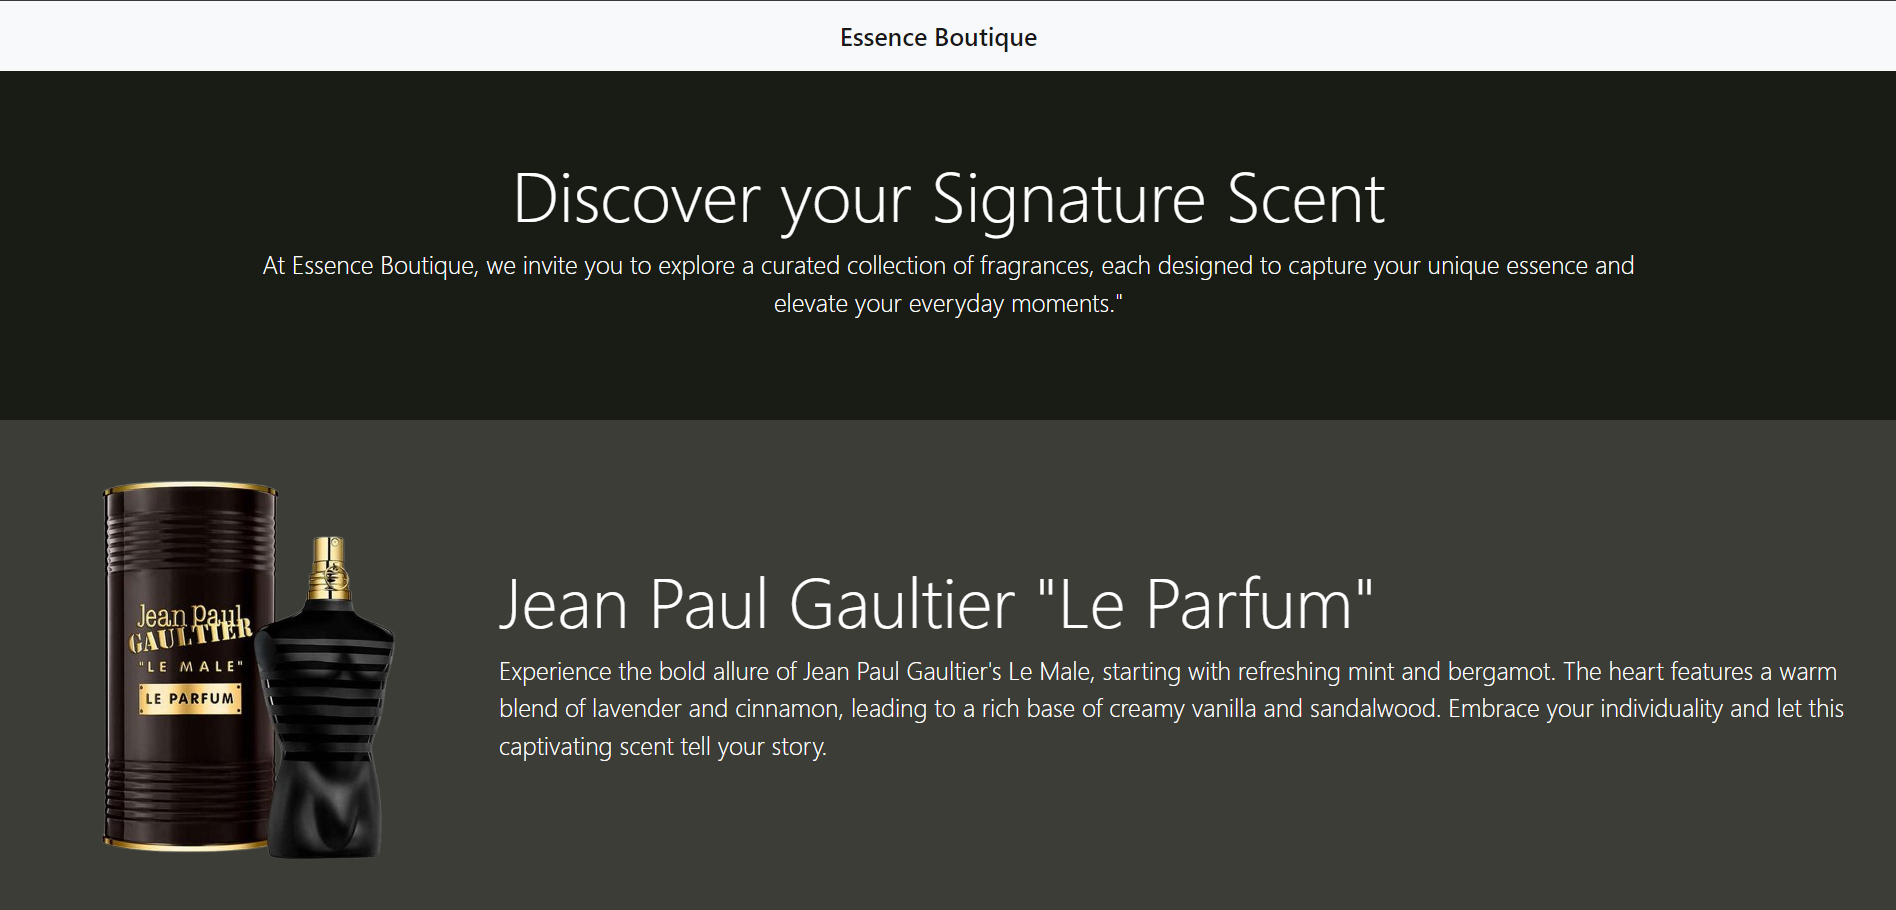 Essence Boutique
Discover your Signature Scent
At Essence Boutique, we invite you to explore a curated collection of fragrances, each designed to capture your unique essence and
elevate your everyday moments."
Jean Paul
GAULTIER
"LE MALE"
LE PARFUM
Jean Paul Gaultier "Le Parfum"
Experience the bold allure of Jean Paul Gaultier's Le Male, starting with refreshing mint and bergamot. The heart features a warm
blend of lavender and cinnamon, leading to a rich base of creamy vanilla and sandalwood. Embrace your individuality and let this
captivating scent tell your story.